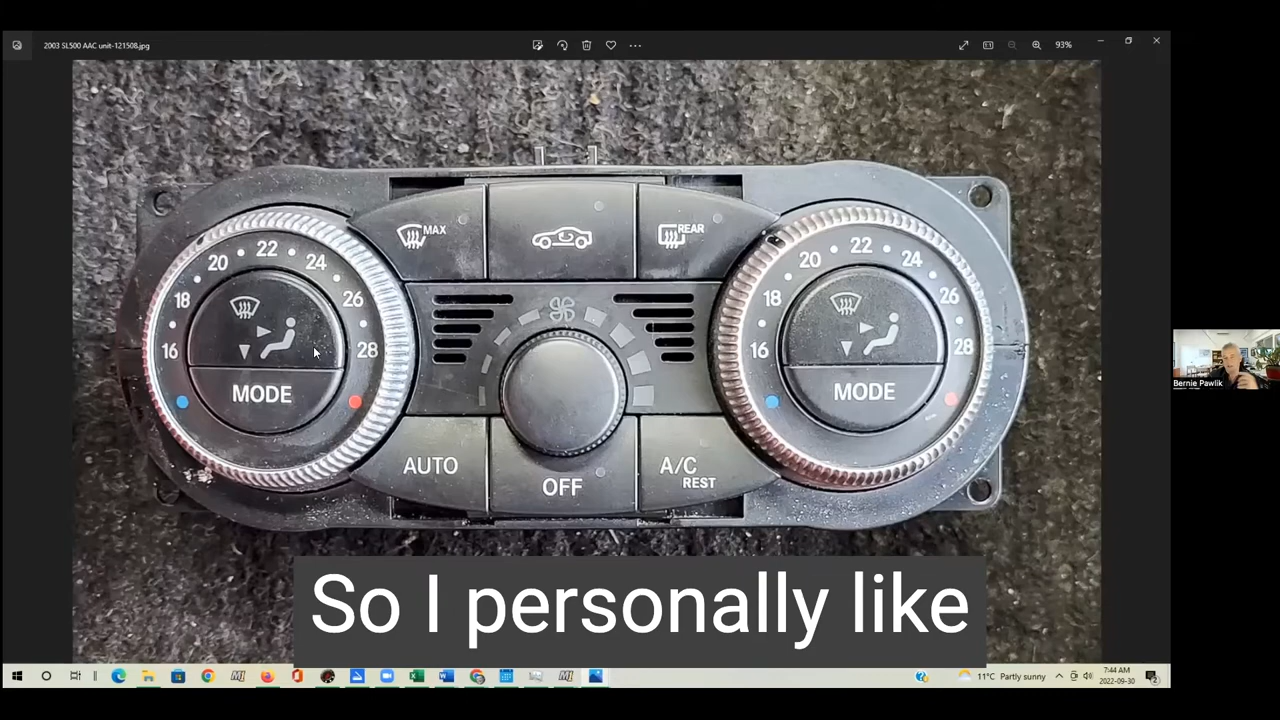 2003 SL500 AAC unit-121508.jpg
93%
MAX
REAR
16 18 20 22 24 26 28
MODE
16 18 20 22 24 26 28
MODE
AUTO
OFF
A/C
REST
Bernie Pawlik
So I personally like
11°C Partly sunny
7:44 AM
2022-09-30
2